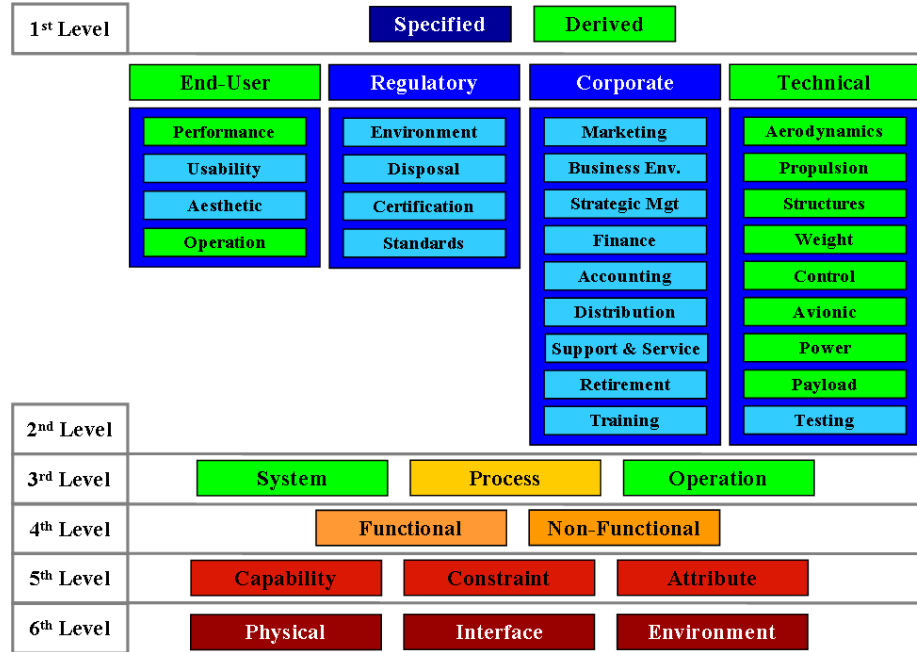 1st Level
Specified
Derived
End-User
Regulatory
Corporate
Technical
Performance
Usability
Aesthetic
Operation
Environment
Disposal
Certification
Standards
Marketing
Business Env.
Strategic Mgt
Finance
Accounting
Distribution
Support & Service
Retirement
Training
Aerodynamics
Propulsion
Structures
Weight
Control
Avionic
Power
Payload
Testing
2nd Level
3rd Level
System
Process
Operation
4th Level
Functional
Non-Functional
5th Level
Capability
Constraint
Attribute
6th Level
Physical
Interface
Environment